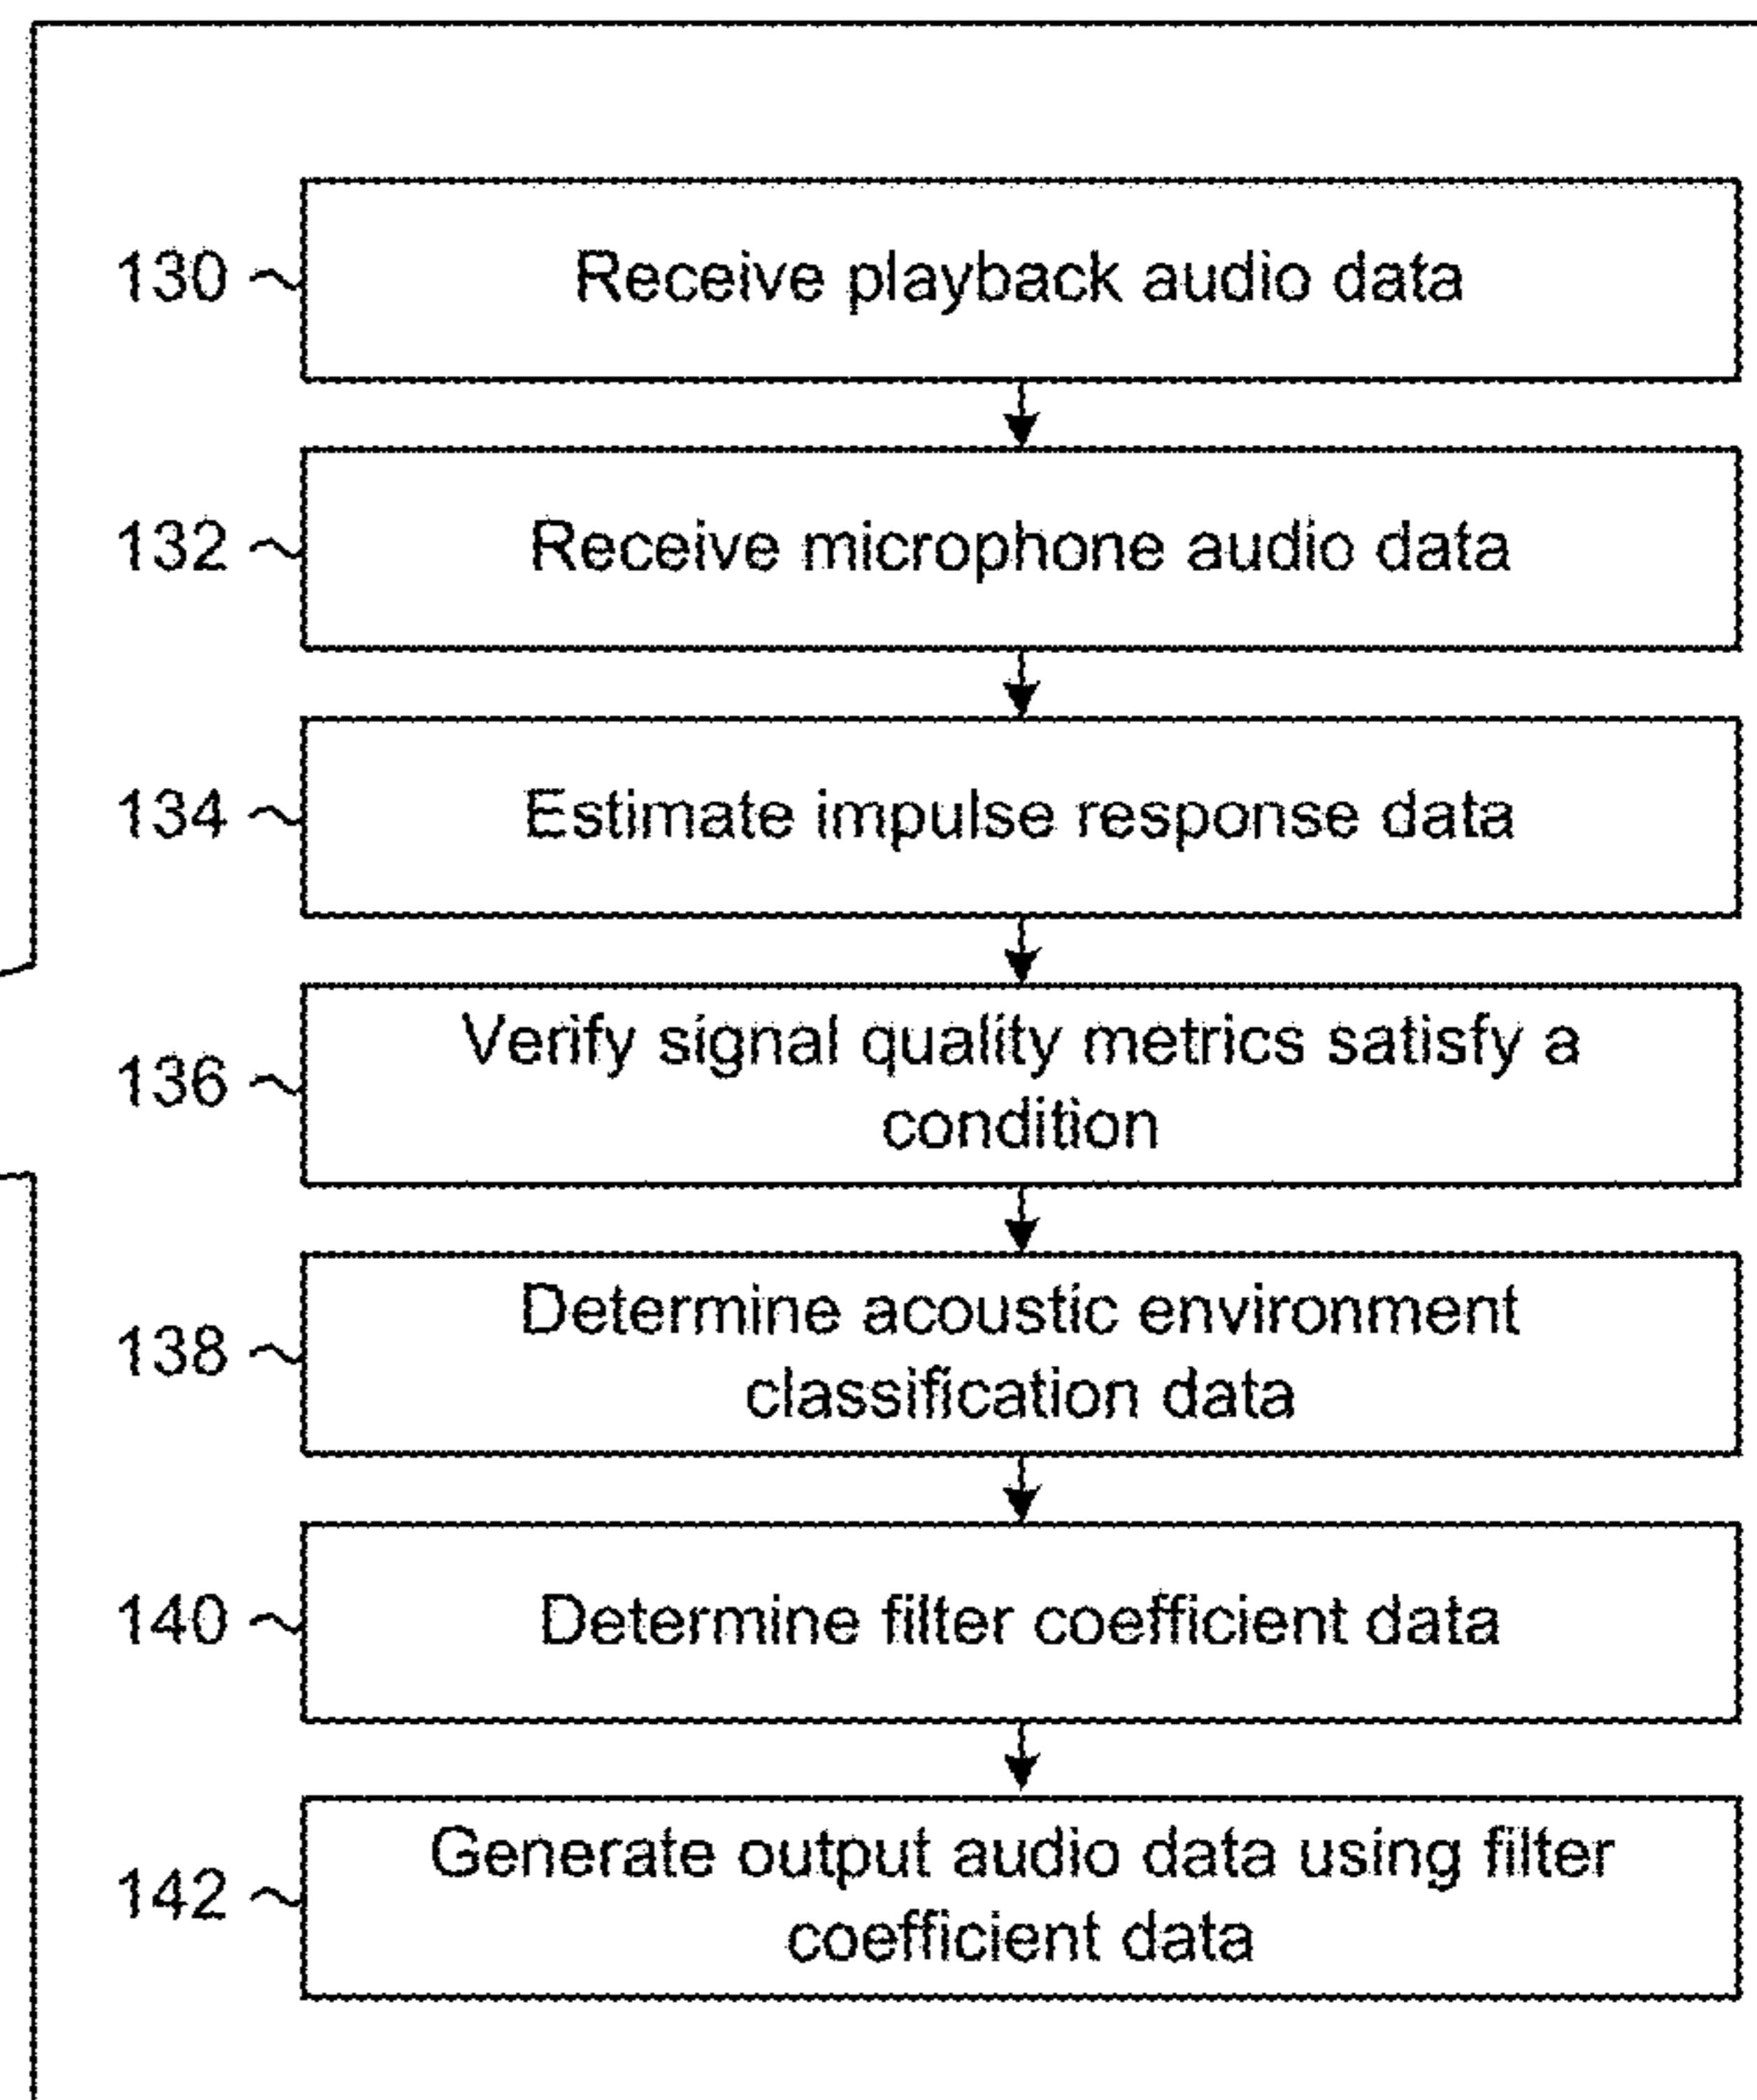 130
Receive playback audio data
132
Receive microphone audio data
134
Estimate impulse response data
136
Verify signal quality metrics satisfy a
condition
138
Determine acoustic environment
classification data
140
Determine filter coefficient data
142
Generate output audio data using filter
coefficient data